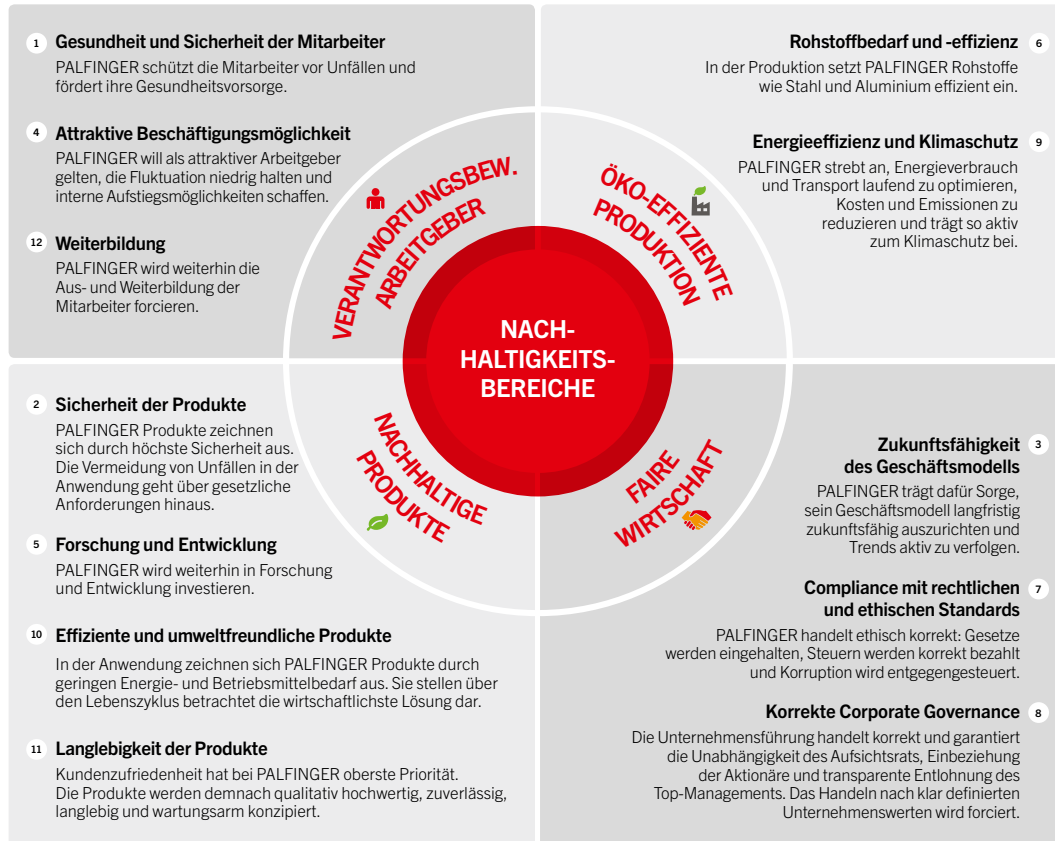 1 Gesundheit und Sicherheit der Mitarbeiter
PALFINGER schützt die Mitarbeiter vor Unfällen und
fördert ihre Gesundheitsvorsorge.
4 Attraktive Beschäftigungsmöglichkeit
PALFINGER will als attraktiver Arbeitgeber
gelten, die Fluktuation niedrig halten und
interne Aufstiegsmöglichkeiten schaffen.
12 Weiterbildung
PALFINGER wird weiterhin die
Aus- und Weiterbildung der
Mitarbeiter forcieren.
VERANTWORTUNGSBEW.
ARBEITGEBER
Rohstoffbedarf und -effizienz 6
In der Produktion setzt PALFINGER Rohstoffe
wie Stahl und Aluminium effizient ein.
Energieeffizienz und Klimaschutz 9
PALFINGER strebt an, Energieverbrauch
und Transport laufend zu optimieren,
Kosten und Emissionen zu
reduzieren und trägt so aktiv
zum Klimaschutz bei.
ÖKO-EFFIZIENTE
PRODUKTION
NACH-
HALTIGKEITS-
BEREICHE
2 Sicherheit der Produkte
PALFINGER Produkte zeichnen
sich durch höchste Sicherheit aus.
Die Vermeidung von Unfällen in der
Anwendung geht über gesetzliche
Anforderungen hinaus.
5 Forschung und Entwicklung
PALFINGER wird weiterhin in Forschung
und Entwicklung investieren.
10 Effiziente und umweltfreundliche Produkte
In der Anwendung zeichnen sich PALFINGER Produkte durch
geringen Energie- und Betriebsmittelbedarf aus. Sie stellen über
den Lebenszyklus betrachtet die wirtschaftlichste Lösung dar.
11 Langlebigkeit der Produkte
Kundenzufriedenheit hat bei PALFINGER oberste Priorität.
Die Produkte werden demnach qualitativ hochwertig, zuverlässig,
langlebig und wartungsarm konzipiert.
NACHHALTIGE
PRODUKTE
FAIRE
WIRTSCHAFT
Zukunftsfähigkeit 3
des Geschäftsmodells
PALFINGER trägt dafür Sorge,
sein Geschäftsmodell langfristig
zukunftsfähig auszurichten und
Trends aktiv zu verfolgen.
Compliance mit rechtlichen 7
und ethischen Standards
PALFINGER handelt ethisch korrekt: Gesetze
werden eingehalten, Steuern werden korrekt bezahlt
und Korruption wird entgegengesteuert.
Korrekte Corporate Governance 8
Die Unternehmensführung handelt korrekt und garantiert
die Unabhängigkeit des Aufsichtsrats, Einbeziehung
der Aktionäre und transparente Entlohnung des
Top-Managements. Das Handeln nach klar definierten
Unternehmenswerten wird forciert.